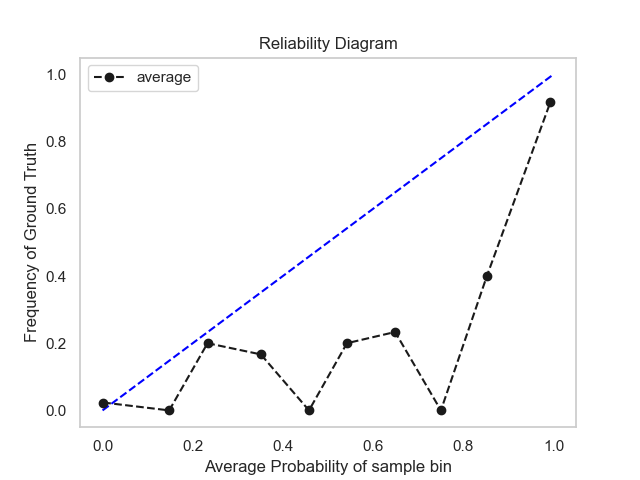 Reliability Diagram
average
Frequency of Ground Truth
1.0
0.8
0.6
0.4
0.2
0.0
0.0 0.2 0.4 0.6 0.8 1.0
Average Probability of sample bin